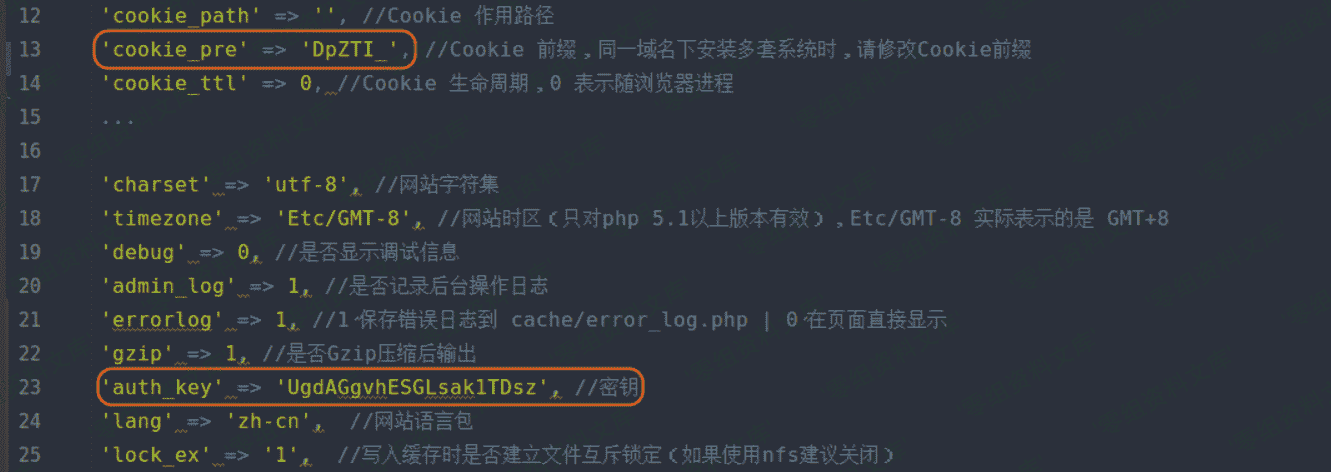 12 'cookie_path' => '', //Cookie 作用路径
13 'cookie_pre' => 'DpZTI_', //Cookie 前缀，同一域名下安装多套系统时，请修改Cookie前缀
14 'cookie_ttl' => 0, //Cookie 生命周期，0 表示随浏览器进程
15 ...
16
17 'charset' => 'utf-8', //网站字符集
18 'timezone' => 'Etc/GMT-8', //网站时区（只对php 5.1以上版本有效），Etc/GMT-8 实际表示的是 GMT+8
19 'debug' => 0, //是否显示调试信息
20 'admin_log' => 1, //是否记录后台操作日志
21 'errorlog' => 1, //1 保存错误日志到 cache/error_log.php | 0 在页面直接显示
22 'gzip' => 1, //是否Gzip压缩后输出
23 'auth_key' => 'UgdAGgvhESGLsak1TDsz', //密钥
24 'lang' => 'zh-cn', //网站语言包
25 'lock_ex' => '1', //写入缓存时是否建立文件互斥锁定（如果使用nfs建议关闭）